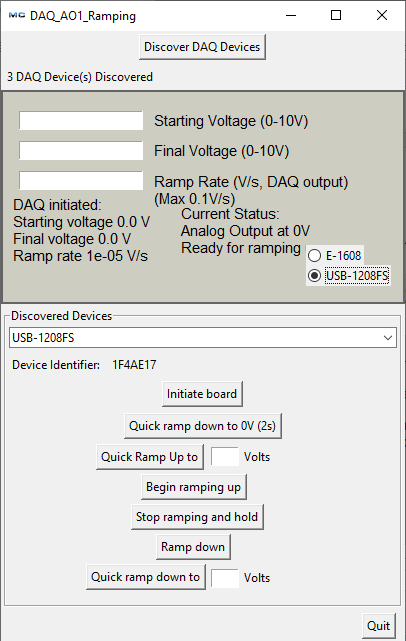 MC DAQ_AO1_Ramping
Discover DAQ Devices
3 DAQ Device(s) Discovered
Starting Voltage (0-10V)
Final Voltage (0-10V)
Ramp Rate (V/s, DAQ output)
(Max 0.1V/s)
DAQ initiated:
Starting voltage 0.0 V
Final voltage 0.0 V
Ramp rate 1e-05 V/s
Current Status:
Analog Output at 0V
Ready for ramping
E-1608
USB-1208FS
Discovered Devices
USB-1208FS
Device Identifier: 1F4AE17
Initiate board
Quick ramp down to 0V (2s)
Quick Ramp Up to Volts
Begin ramping up
Stop ramping and hold
Ramp down
Quick ramp down to Volts
Quit